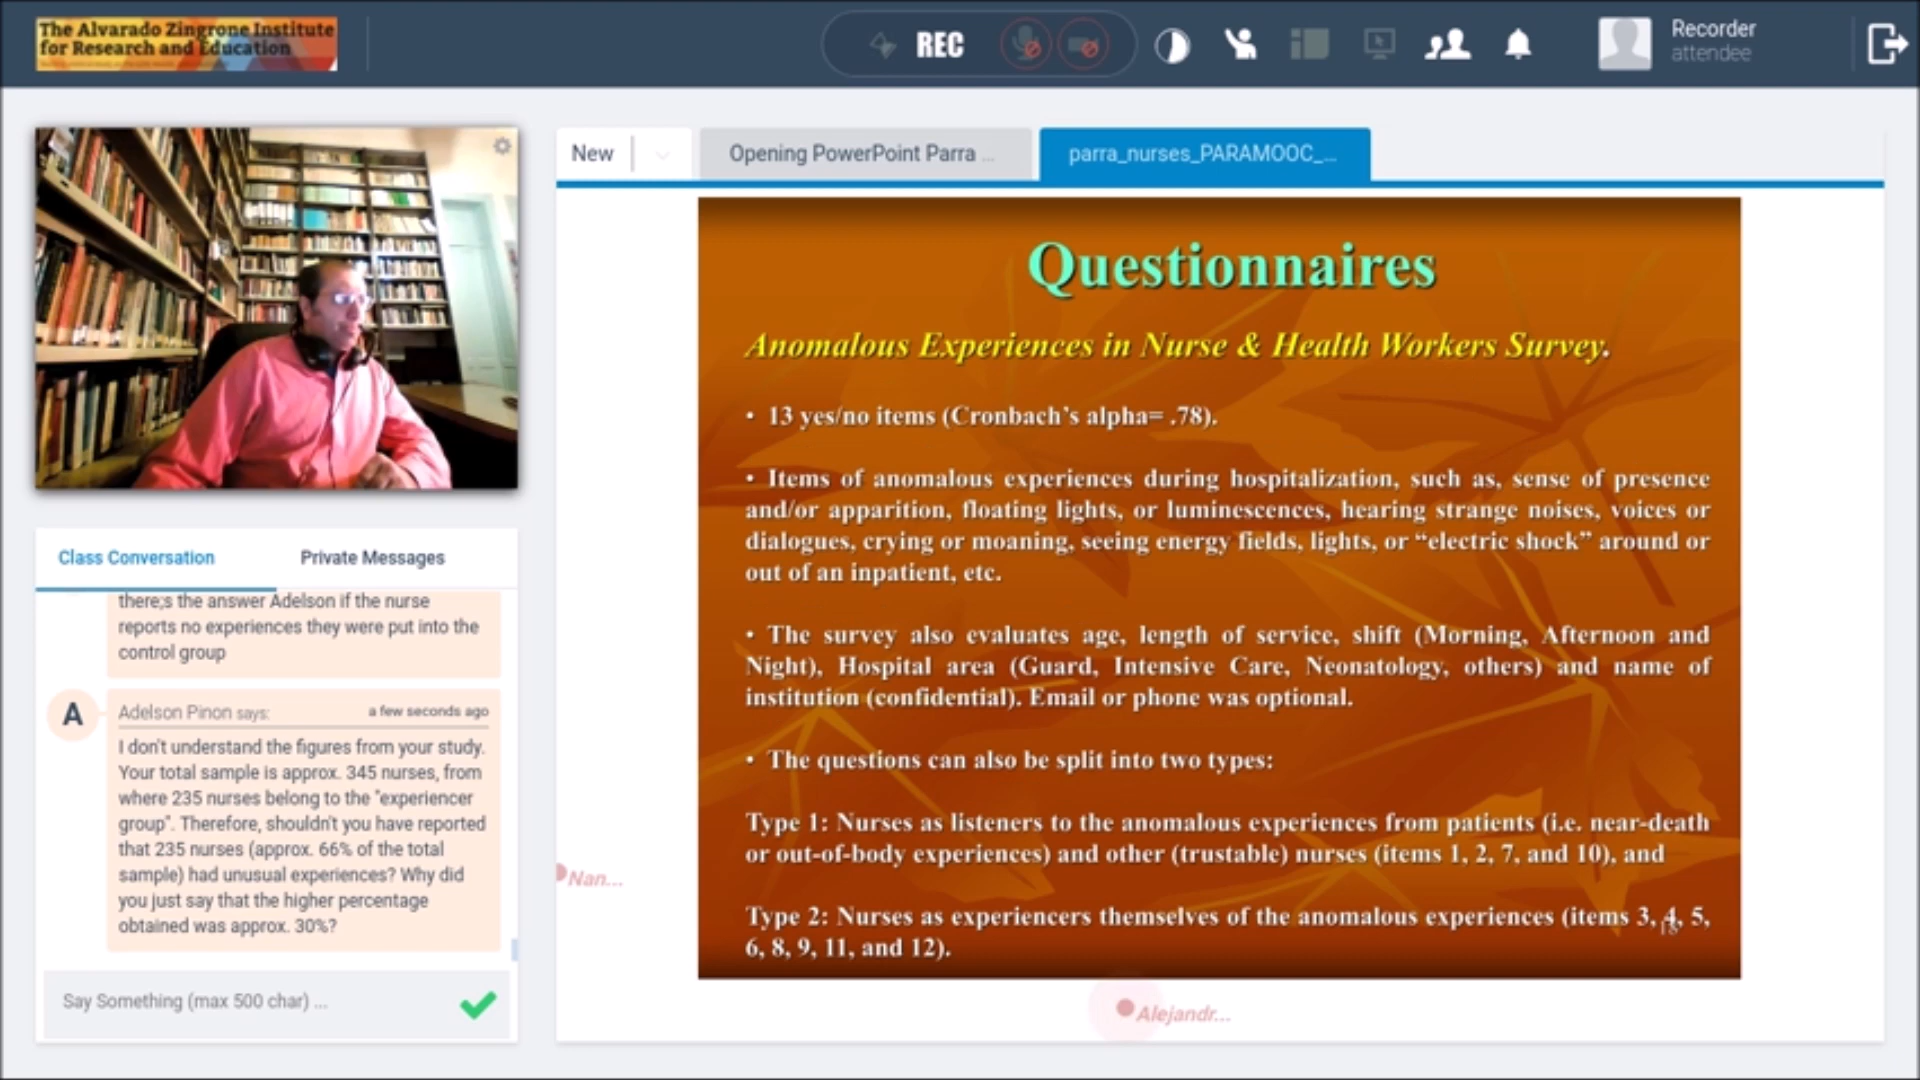 The Alvarado Zingrone Institute
for Research and Education
REC
Recorder
attendee
New
Opening PowerPoint Parra ...
parra_nurses_PARAMOOC_...
Class Conversation
Private Messages
there;s the answer Adelson if the nurse
reports no experiences they were put into the
control group
A
Adelson Pinon says:
a few seconds ago
I don't understand the figures from your study.
Your total sample is approx. 345 nurses, from
where 235 nurses belong to the "experiencer
group". Therefore, shouldn't you have reported
that 235 nurses (approx. 66% of the total
sample) had unusual experiences? Why did
you just say that the higher percentage
obtained was approx. 30%?
Say Something (max 500 char) ...
Questionnaires
Anomalous Experiences in Nurse & Health Workers Survey.
• 13 yes/no items (Cronbach's alpha= .78).
• Items of anomalous experiences during hospitalization, such as, sense of presence
and/or apparition, floating lights, or luminescences, hearing strange noises, voices or
dialogues, crying or moaning, seeing energy fields, lights, or “electric shock” around or
out of an inpatient, etc.
• The survey also evaluates age, length of service, shift (Morning, Afternoon and
Night), Hospital area (Guard, Intensive Care, Neonatology, others) and name of
institution (confidential). Email or phone was optional.
• The questions can also be split into two types:
Type 1: Nurses as listeners to the anomalous experiences from patients (i.e. near-death
or out-of-body experiences) and other (trustable) nurses (items 1, 2, 7, and 10), and
Type 2: Nurses as experiencers themselves of the anomalous experiences (items 3, 4, 5,
6, 8, 9, 11, and 12).
Nan...
Alejandr...